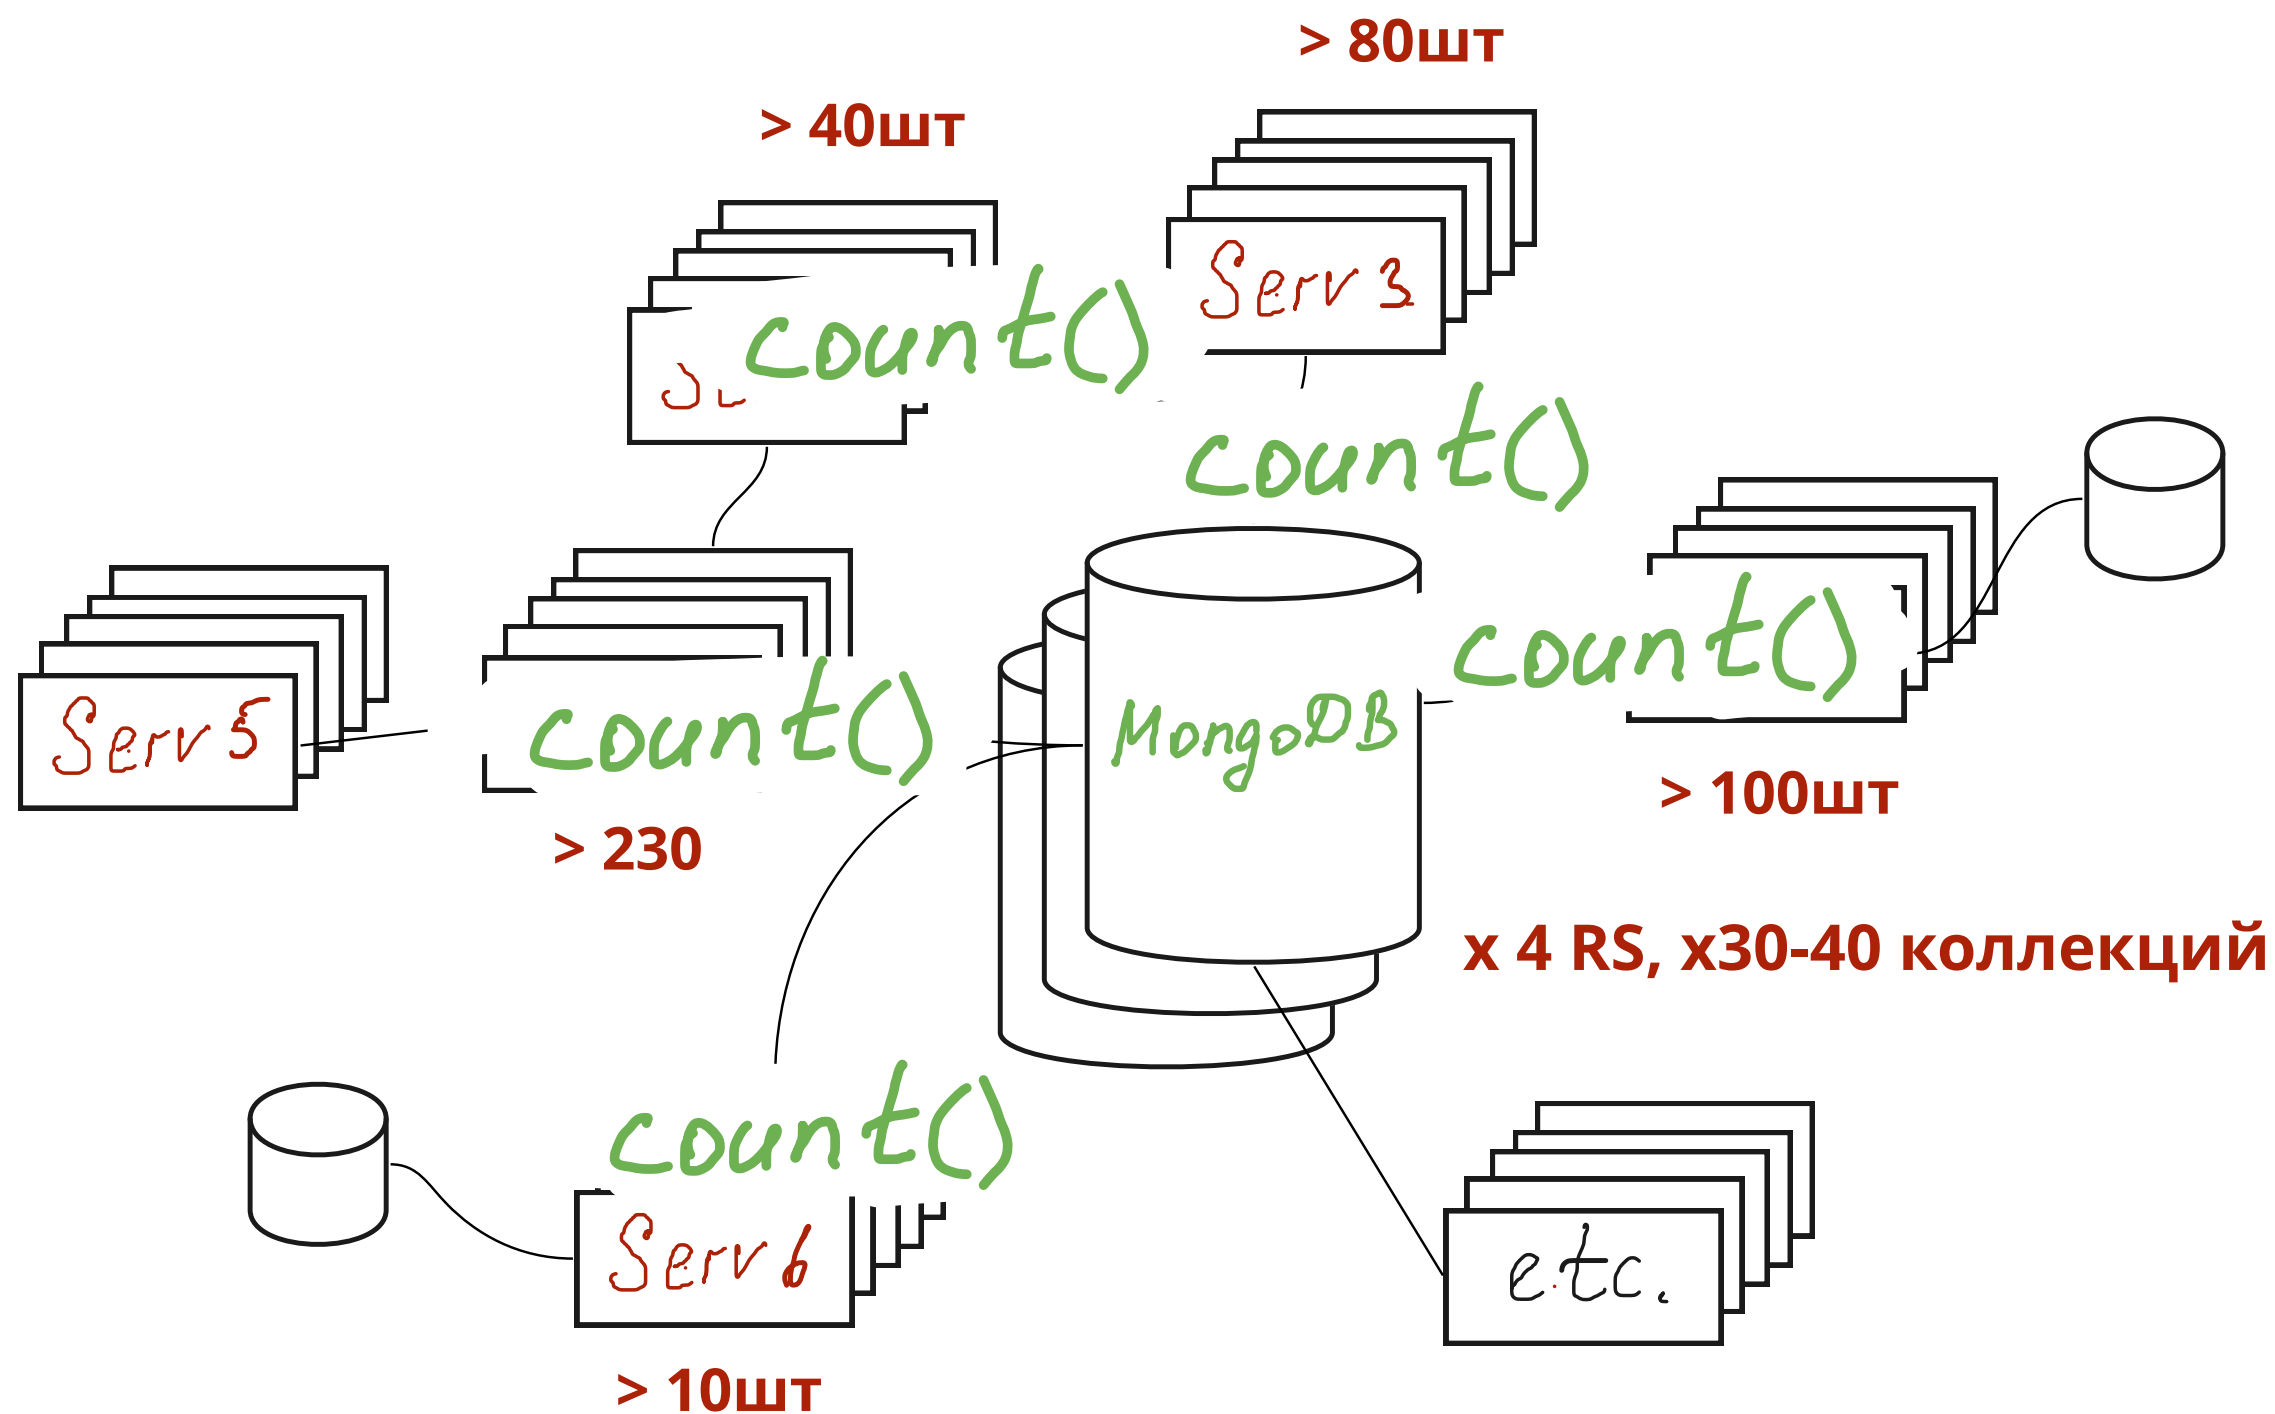 > 80шт
> 40шт
Serv 3
count()
count()
count()
Serv 5
count()
MongoDB
> 100шт
> 230
x 4 RS, x30-40 коллекций
count()
Serv 6
etc.
> 10шт